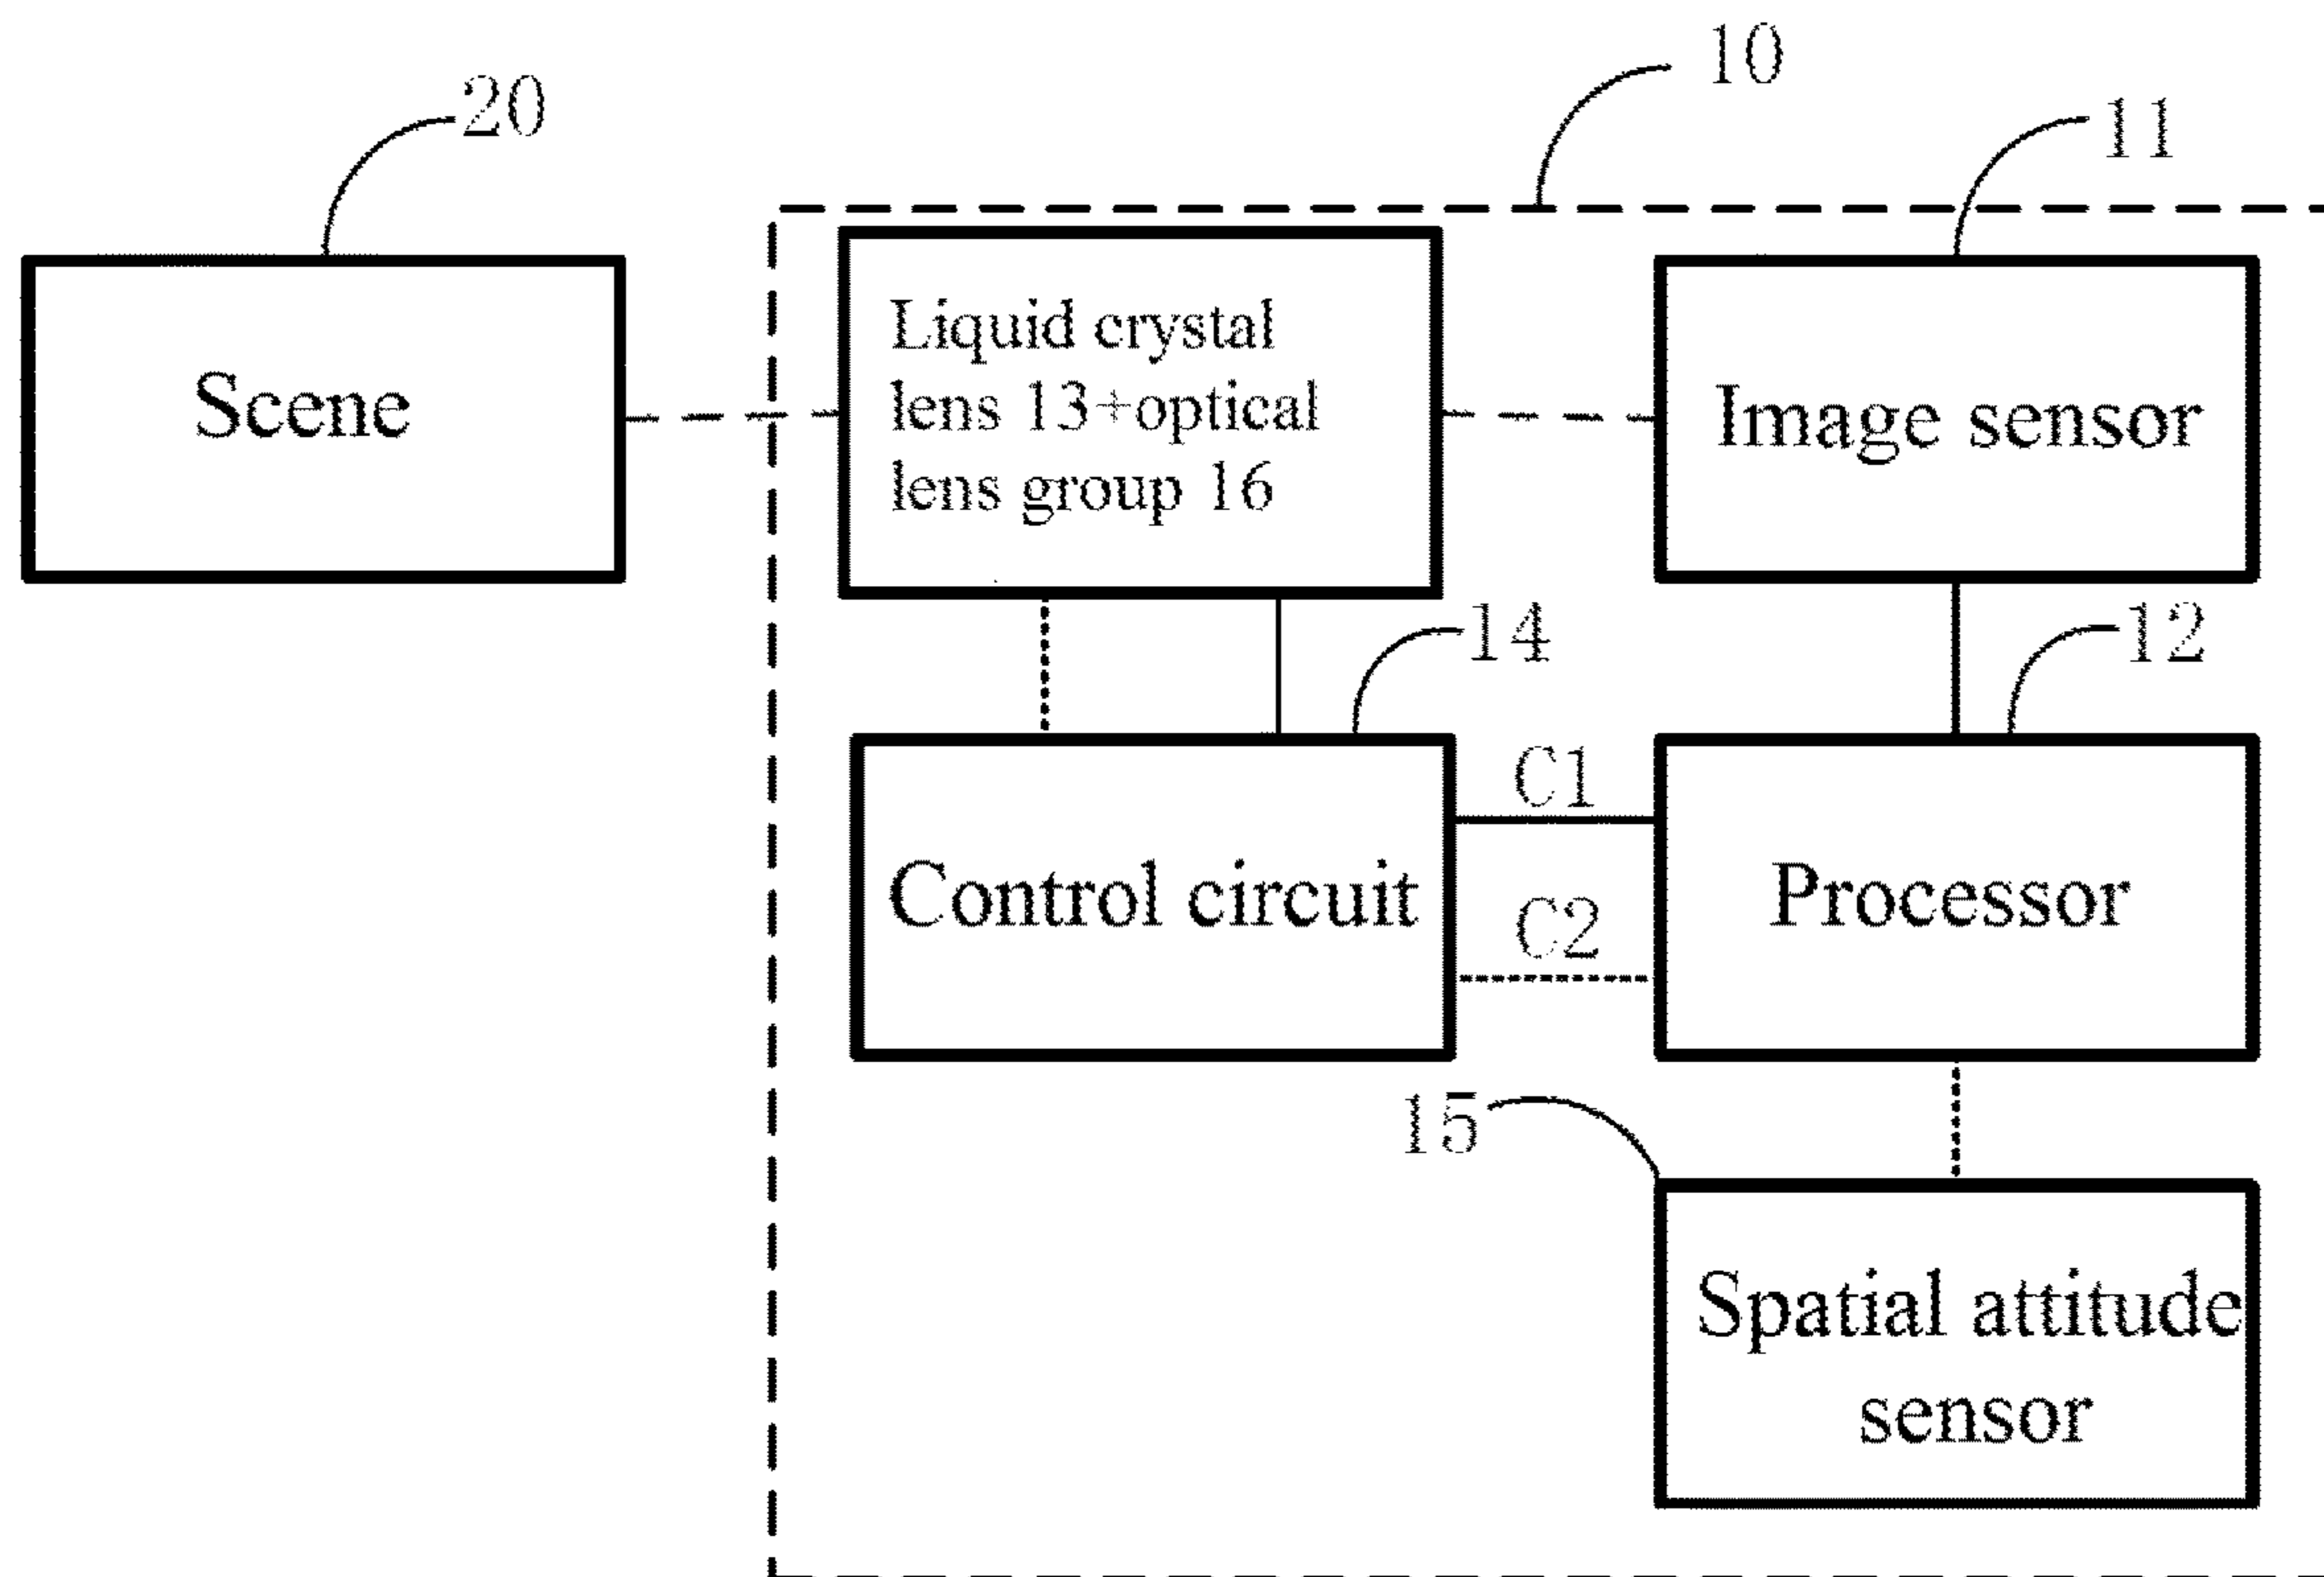 10
20
11
Scene
Liquid crystal
lens 13+optical
lens group 16
Image sensor
14
12
C1
Control circuit
C2
Processor
15
Spatial attitude
sensor